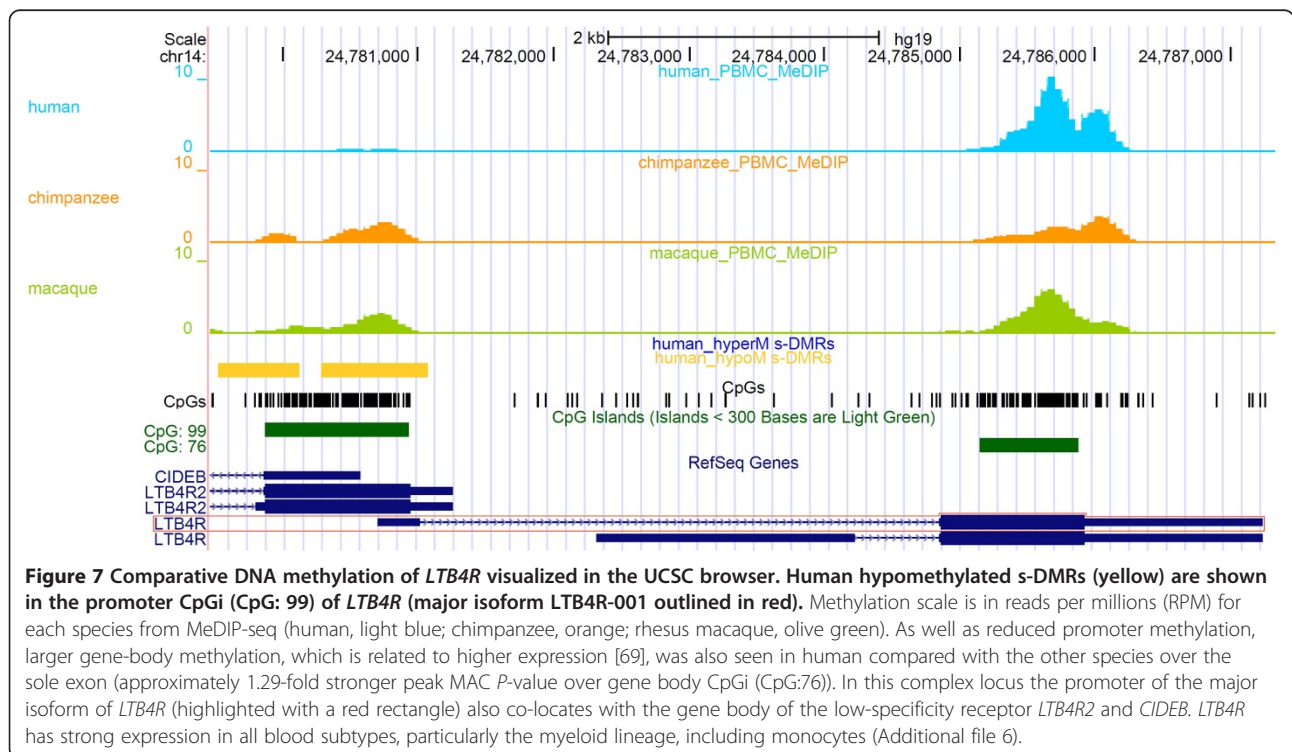 Scale 2 kb hg19
chr14: 24,781,000 24,782,000 24,783,000 24,784,000 24,785,000 24,786,000 24,787,000
human_PBMC_MeDIP
10 _
human
0
chimpanzee_PBMC_MeDIP
10 _
chimpanzee
0
macaque_PBMC_MeDIP
10 _
macaque
0
human_hyperM s-DMRs
human_hypoM s-DMRs
CpGs
CpGs
CpG Islands (Islands < 300 Bases are Light Green)
CpG: 99
CpG: 76
RefSeq Genes
CIDEB
LTB4R2
LTB4R2
LTB4R
LTB4R
Figure 7 Comparative DNA methylation of LTB4R visualized in the UCSC browser. Human hypomethylated s-DMRs (yellow) are shown
in the promoter CpGi (CpG: 99) of LTB4R (major isoform LTB4R-001 outlined in red). Methylation scale is in reads per millions (RPM) for
each species from MeDIP-seq (human, light blue; chimpanzee, orange; rhesus macaque, olive green). As well as reduced promoter methylation,
larger gene-body methylation, which is related to higher expression [69], was also seen in human compared with the other species over the
sole exon (approximately 1.29-fold stronger peak MAC P-value over gene body CpGi (CpG:76)). In this complex locus the promoter of the major
isoform of LTB4R (highlighted with a red rectangle) also co-locates with the gene body of the low-specificity receptor LTB4R2 and CIDEB. LTB4R
has strong expression in all blood subtypes, particularly the myeloid lineage, including monocytes (Additional file 6).